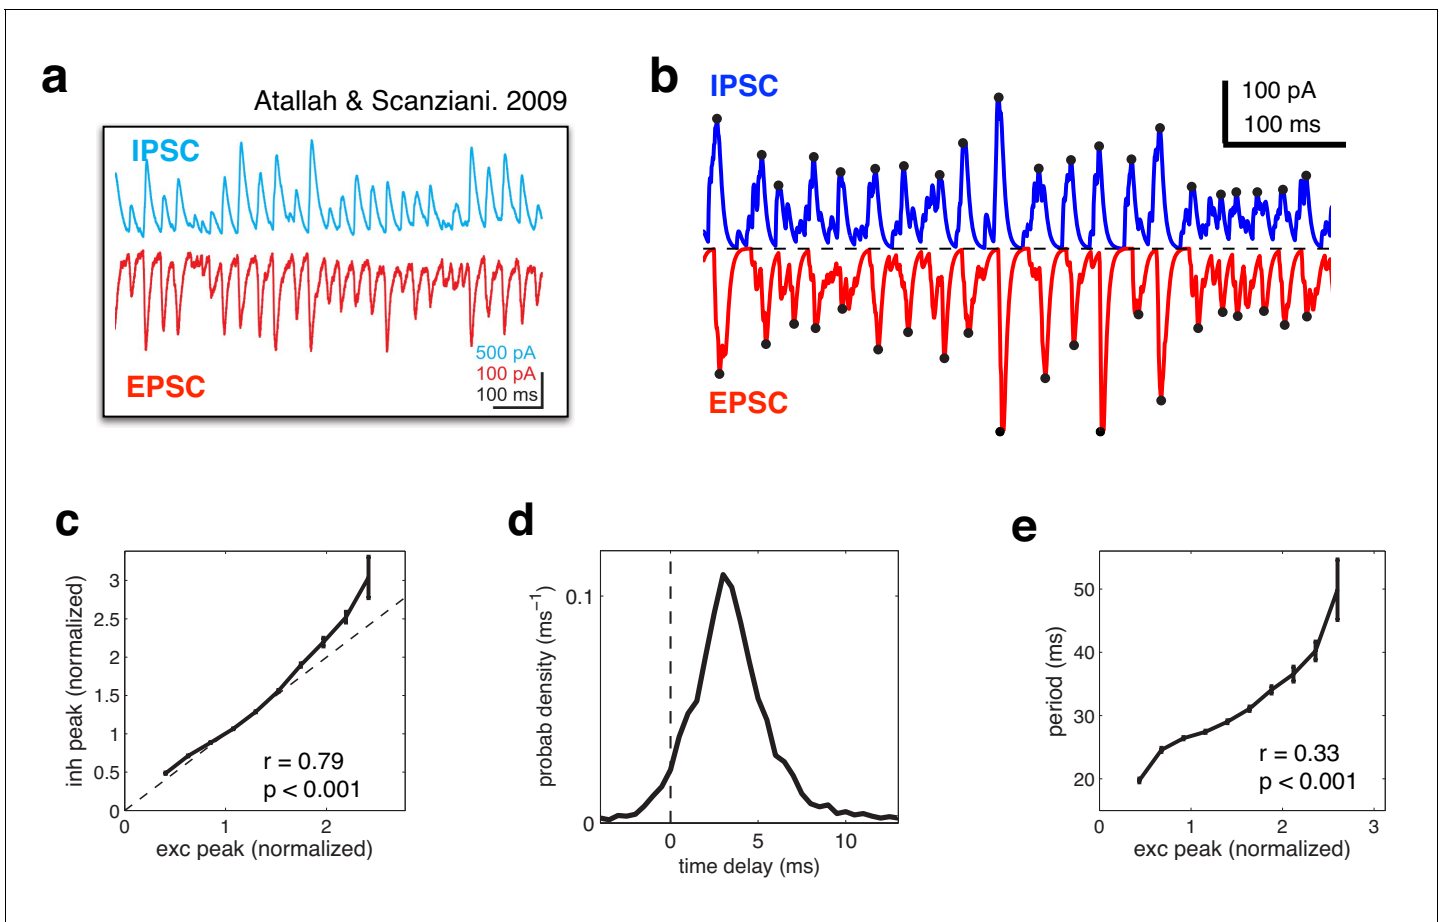 a
Atallah & Scanziani. 2009
IPSC
500 pA
100 pA
100 ms
EPSC
b
IPSC
100 pA
100 ms
EPSC
c
inh peak (normalized)
3
2.5
2
1.5
1
0.5
0
0 1 2
exc peak (normalized)
r = 0.79
p < 0.001
d
probab density (ms⁻¹)
0.1
0
0 5 10
time delay (ms)
e
period (ms)
50
40
30
20
0 1 2 3
exc peak (normalized)
r = 0.33
p < 0.001